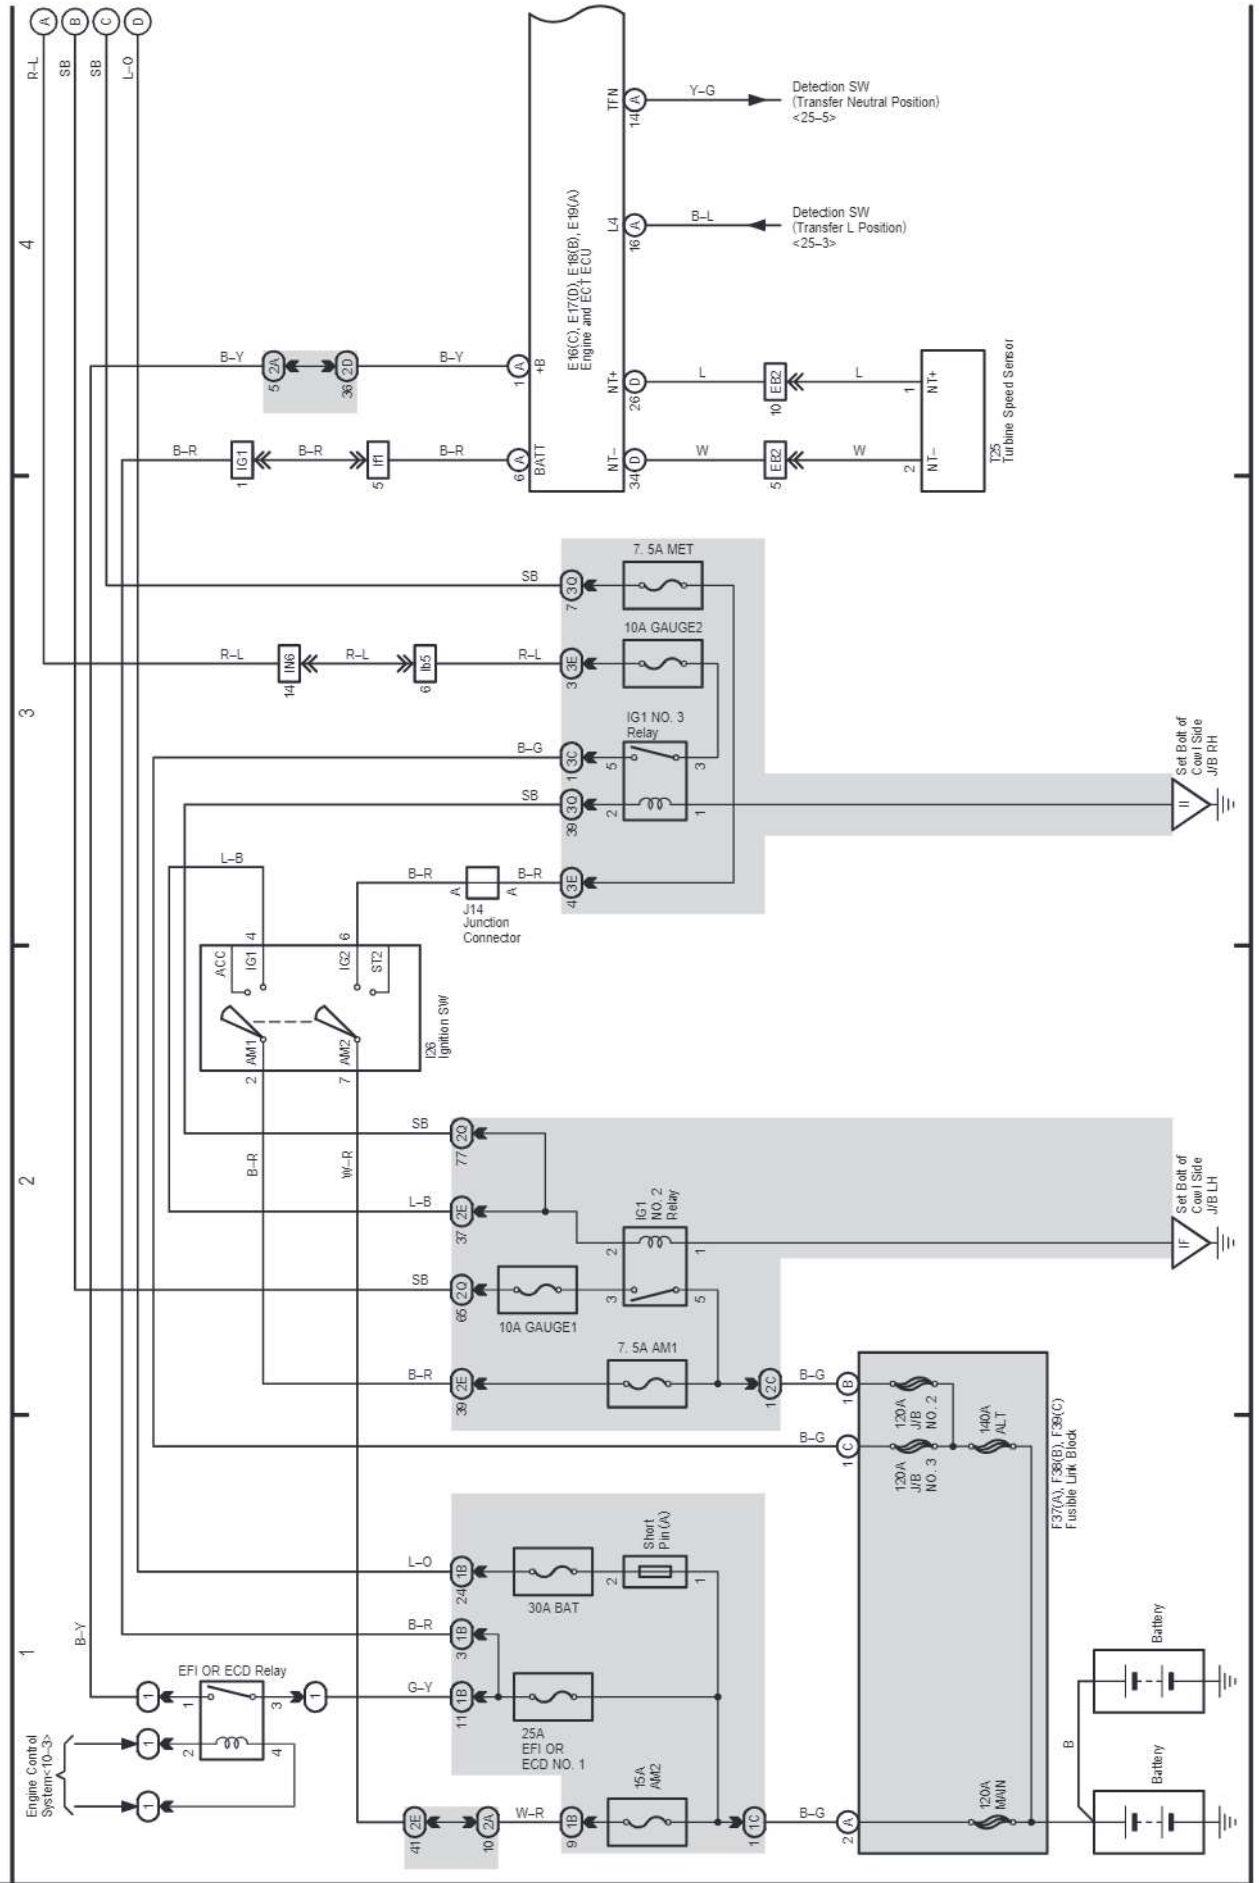 A
B
C
D
R-L
SB
SB
L-O
4
TFN
14 A
Y-G
Detection SW
(Transfer Neutral Position)
<25-5>
L4
16 A
B-L
Detection SW
(Transfer L Position)
<25-3>
E16(C), E17(D), E18(B), E19(A)
Engine and ECT ECU
B-Y
5 2A
36 2D
B-Y
1 A
+B
NT+
26 D
L
10 EB2
L
1 NT+
B-R
1 IG1
B-R
5 If1
B-R
6 A
BATT
NT-
34 D
W
5 EB2
W
2 NT-
T25
Turbine Speed Sensor
3
SB
7 3Q
7. 5A MET
R-L
14 IN6
R-L
6 Ib5
R-L
3 3E
10A GAUGE2
IG1 NO. 3
Relay
B-G
1 3C
5
3
SB
39 3Q
2
1
II
Set Bolt of
Cowl Side
J/B RH
L-B
B-R
A
A
J14
Junction
Connector
B-R
4 3E
ACC
IG1 4
IG2 6
ST2
2 AM1
7 AM2
I26
Ignition SW
2
B-R
W-R
SB
77 2Q
L-B
37 2E
IG1
NO. 2
Relay
2
1
3
5
IF
Set Bolt of
Cowl Side
J/B LH
SB
65 2Q
10A GAUGE1
7. 5A AM1
B-R
39 2E
1 2C
B-G
1 B
120A
J/B
NO. 2
B-G
1 C
120A
J/B
NO. 3
140A
ALT
F37(A), F38(B), F39(C)
Fusible Link Block
1
L-O
24 1B
30A BAT
Short
Pin (A)
2
1
B-Y
B-R
3 1B
EFI OR ECD Relay
1
1
3
1
G-Y
11 1B
25A
EFI OR
ECD NO. 1
Engine Control
System<10-3>
1
2
4
1
41 2E
10 2A
W-R
9 1B
15A
AM2
1 1C
B-G
2 A
120A
MAIN
B
Battery
Battery